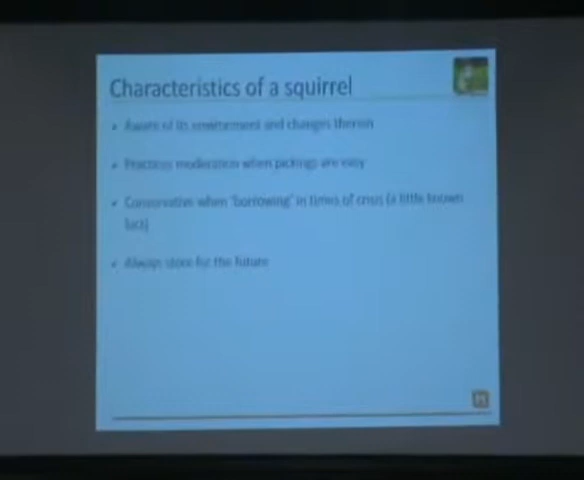 Characteristics of a squirrel
Aware of its environment and changes therein
Practices moderation when pickings are easy
Conservative when 'borrowing' in times of crisis (a little known
fact)
Always store for the future